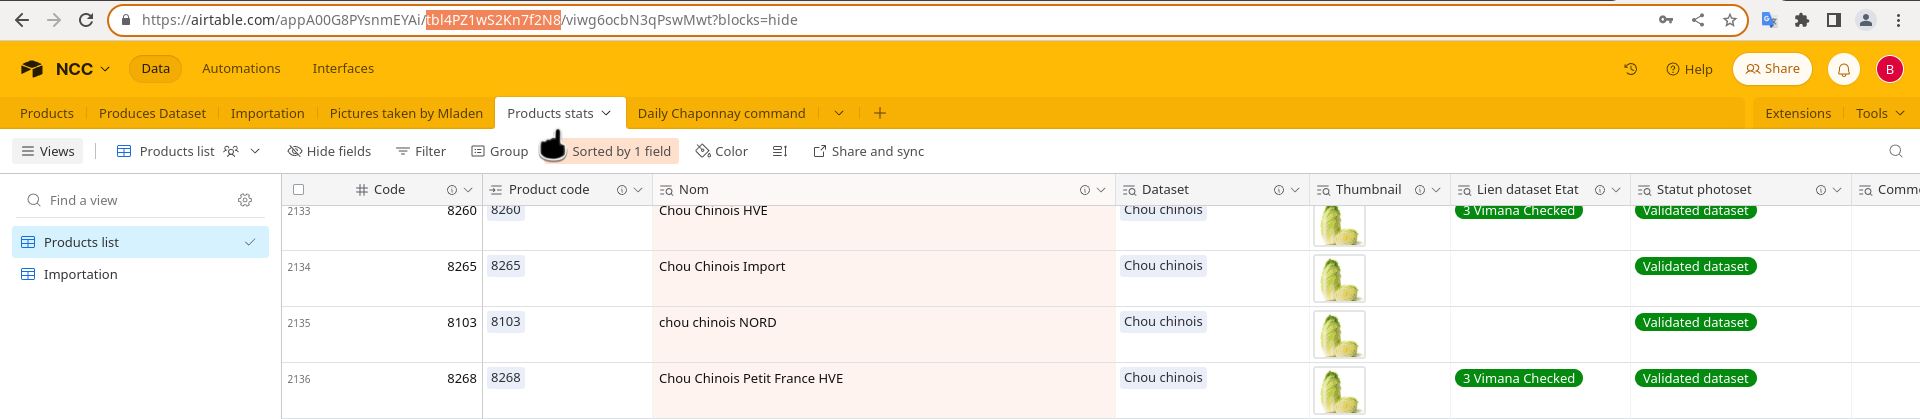 https://airtable.com/appA00G8PYsnmEYAi/tbl4PZ1wS2Kn7f2N8/viwg6ocbN3qPswMwt?blocks=hide
NCC Data Automations Interfaces Help Share B
Products Produces Dataset Importation Pictures taken by Mladen Products stats Daily Chaponnay command Extensions Tools
Views Products list Hide fields Filter Group Sorted by 1 field Color Share and sync
Find a view
Products list
Importation
Code Product code Nom Dataset Thumbnail Lien dataset Etat Statut photoset
2133 8260 8260 Chou Chinois HVE Chou chinois 3 Vimana Checked Validated dataset
2134 8265 8265 Chou Chinois Import Chou chinois Validated dataset
2135 8103 8103 chou chinois NORD Chou chinois Validated dataset
2136 8268 8268 Chou Chinois Petit France HVE Chou chinois 3 Vimana Checked Validated dataset